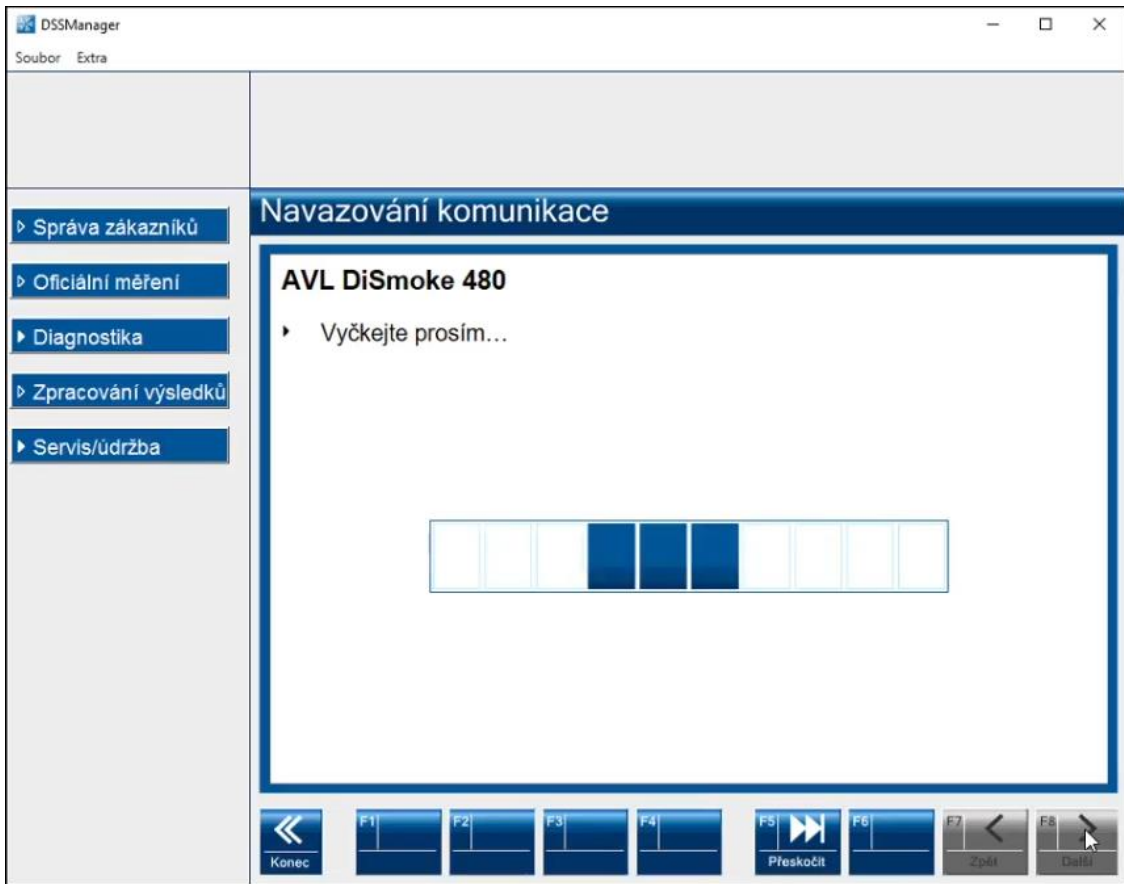 DSSManager
Soubor Extra
Navazování komunikace
Správa zákazníků
Oficiální měření
Diagnostika
Zpracování výsledků
Servis/údržba
AVL DiSmoke 480
Vyčkejte prosím...
F1 F2 F3 F4 F5 F6 F7 F8
Konec Přeskočit Zpět Další